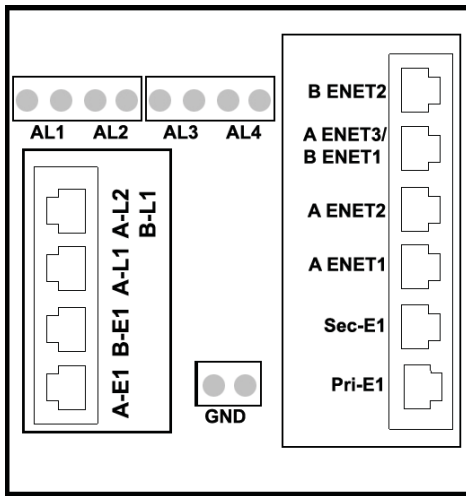 B ENET2
A ENET3/
B ENET1
A ENET2
A ENET1
Sec-E1
Pri-E1
AL1 AL2 AL3 AL4
A-L2
B-L1
A-L1
B-E1
A-E1
GND